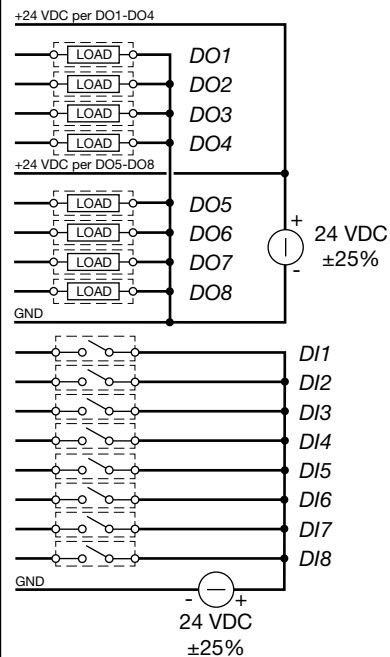 +24 VDC per DO1-DO4
LOAD DO1
LOAD DO2
LOAD DO3
LOAD DO4
+24 VDC per DO5-DO8
LOAD DO5
LOAD DO6
LOAD DO7
LOAD DO8
+
-
24 VDC
±25%
GND
DI1
DI2
DI3
DI4
DI5
DI6
DI7
DI8
GND
- +
24 VDC
±25%